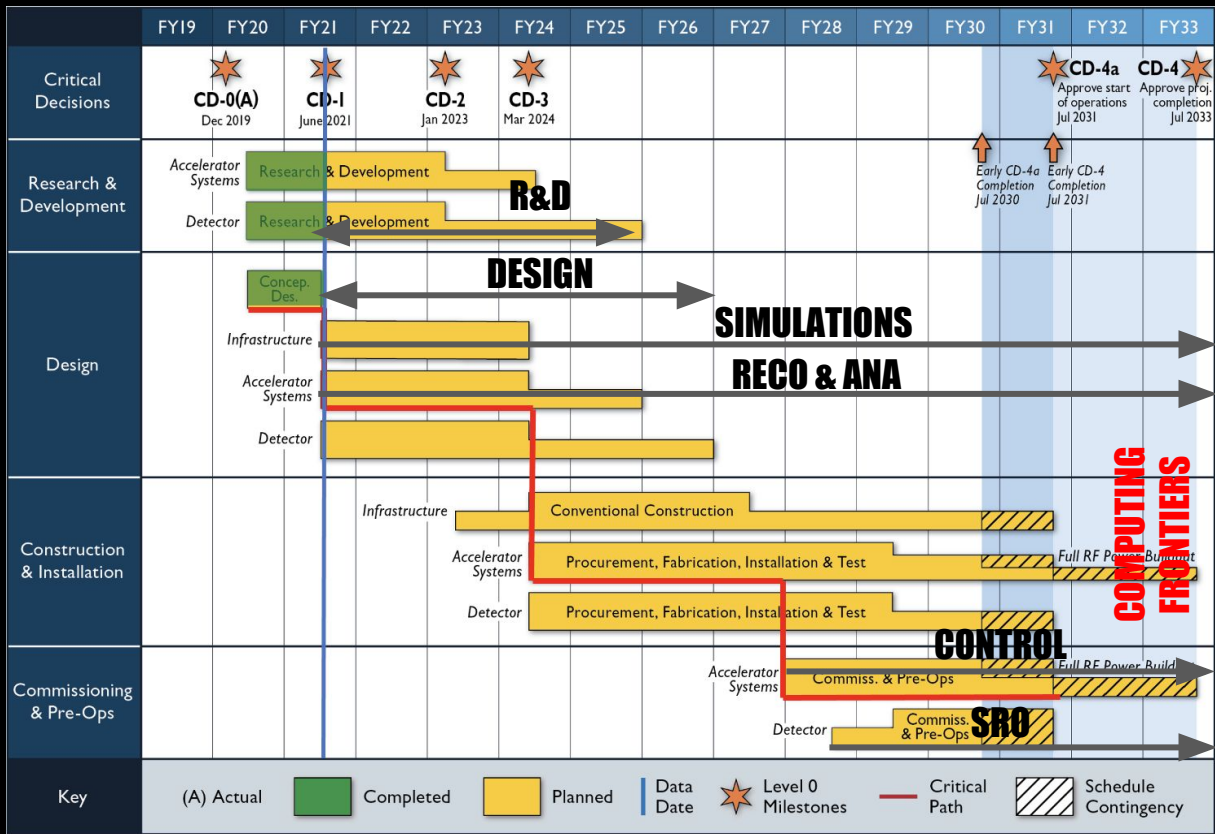 FY19 FY20 FY21 FY22 FY23 FY24 FY25 FY26 FY27 FY28 FY29 FY30 FY31 FY32 FY33
Critical
Decisions
CD-0(A)
Dec 2019
CD-1
June 2021
CD-2
Jan 2023
CD-3
Mar 2024
CD-4a
Approve start
of operations
Jul 2031
CD-4
Approve proj.
completion
Jul 2033
Research &
Development
Accelerator
Systems
Research & Development
Detector
Research & Development
R&D
Early CD-4a
Completion
Jul 2030
Early CD-4
Completion
Jul 2031
Design
Concep.
Des.
DESIGN
Infrastructure
SIMULATIONS
Accelerator
Systems
RECO & ANA
Detector
COMPUTING
FRONTIERS
Construction
& Installation
Infrastructure
Conventional Construction
Accelerator
Systems
Procurement, Fabrication, Installation & Test
Full RF Power Buildout
Detector
Procurement, Fabrication, Installation & Test
Commissioning
& Pre-Ops
CONTROL
Accelerator
Systems
Commiss. & Pre-Ops
Full RF Power Buildout
Detector
Commiss.
& Pre-Ops
SRO
Key
(A) Actual
Completed
Planned
Data
Date
Level 0
Milestones
Critical
Path
Schedule
Contingency